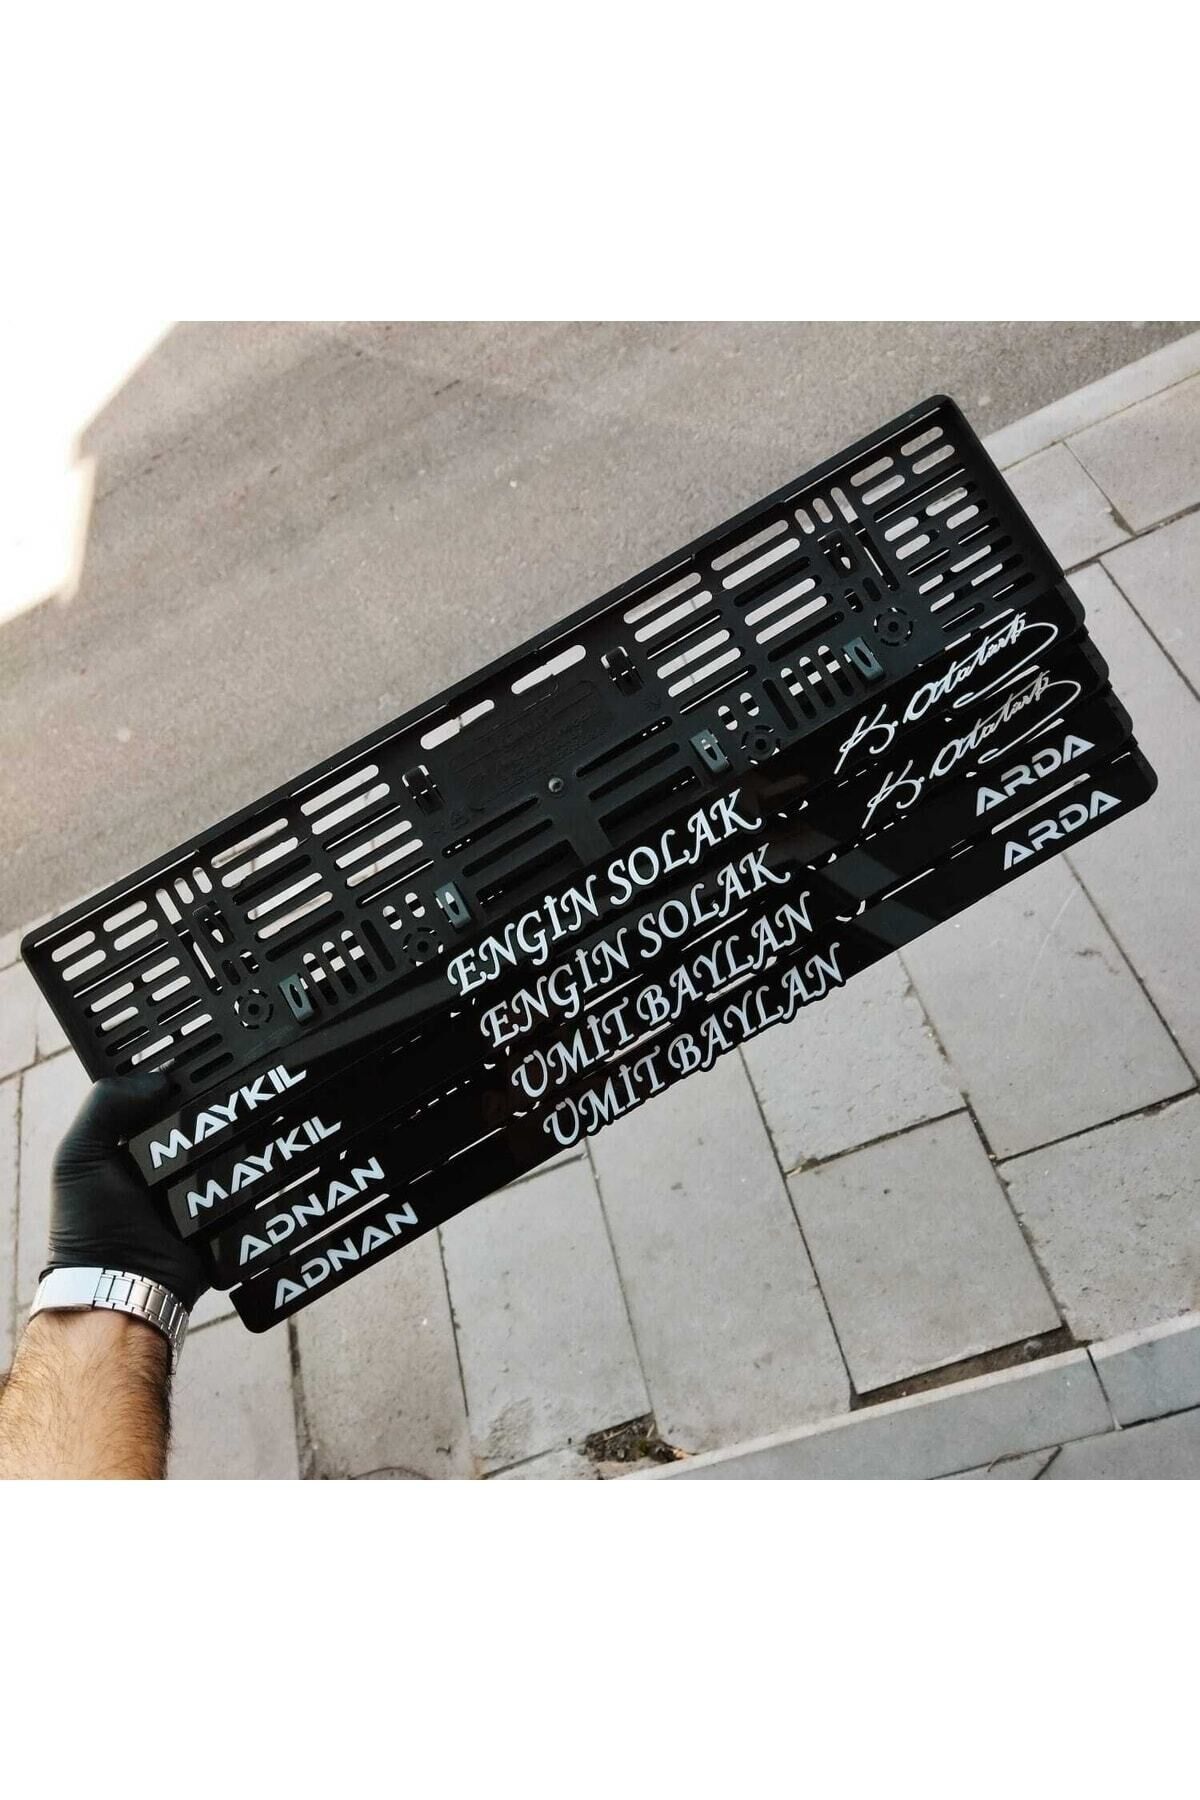 MAYKIL ENGİN SOLAK K. Atatürk
MAYKIL ENGİN SOLAK K. Atatürk
ADNAN ÜMİT BAYLAN ARDA
ADNAN ÜMİT BAYLAN ARDA